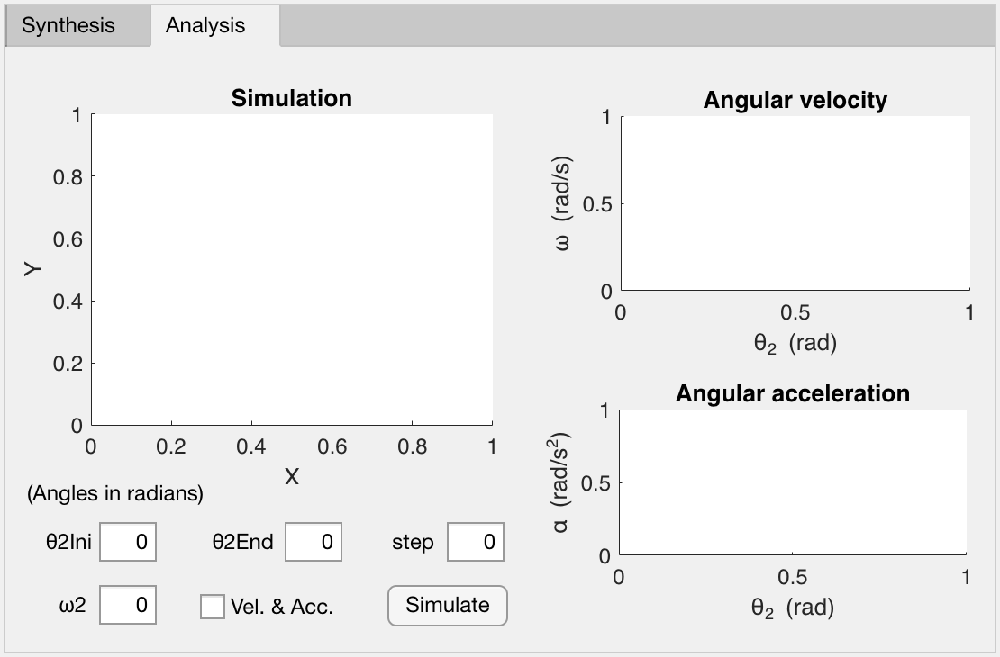 Synthesis
Analysis
Simulation
1
0.8
0.6
0.4
0.2
0
Y
0 0.2 0.4 0.6 0.8 1
X
Angular velocity
1
0.5
0
ω (rad/s)
0 0.5 1
θ₂ (rad)
Angular acceleration
1
0.5
0
α (rad/s²)
0 0.5 1
θ₂ (rad)
(Angles in radians)
θ2Ini 0 θ2End 0 step 0
ω2 0 Vel. & Acc. Simulate